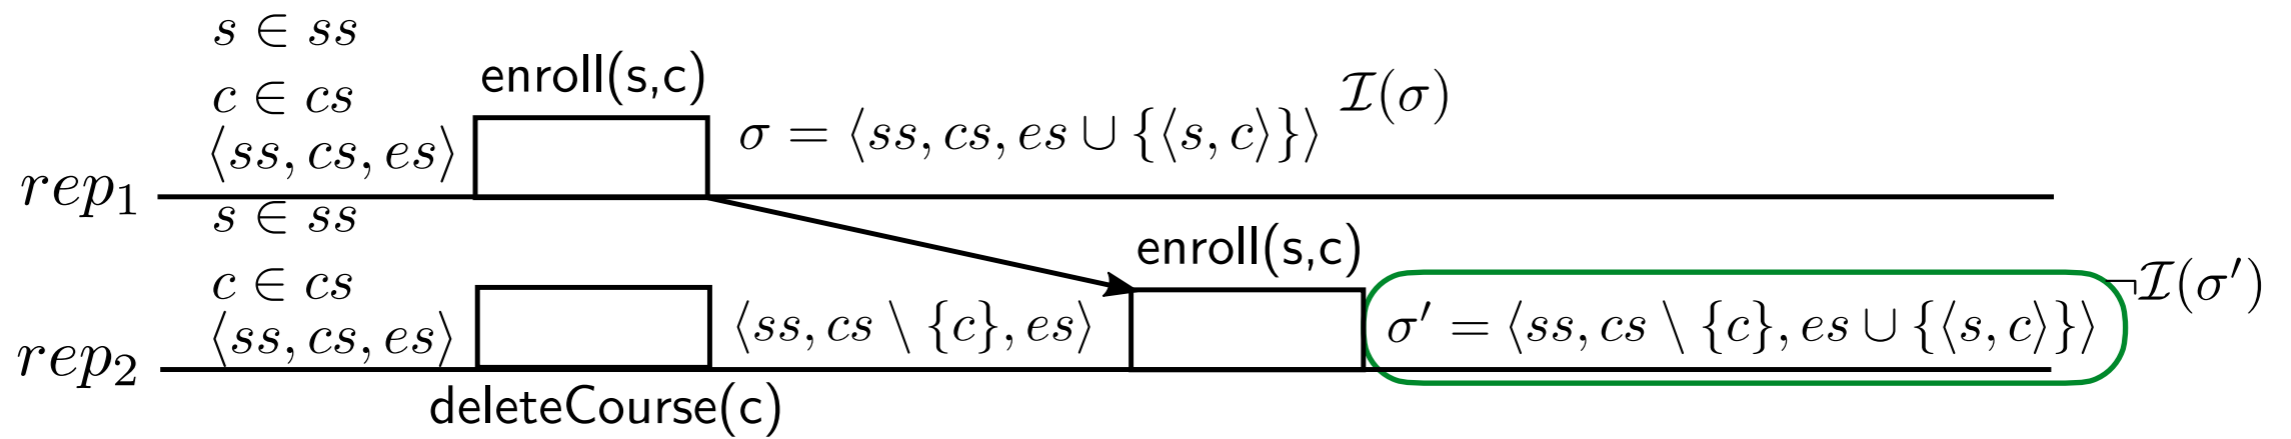 s ∈ ss
c ∈ cs
⟨ss, cs, es⟩
rep₁
enroll(s,c)
σ = ⟨ss, cs, es ∪ {⟨s, c⟩}⟩
ℐ(σ)
s ∈ ss
c ∈ cs
⟨ss, cs, es⟩
rep₂
deleteCourse(c)
⟨ss, cs \ {c}, es⟩
enroll(s,c)
σ′ = ⟨ss, cs \ {c}, es ∪ {⟨s, c⟩}⟩
¬ℐ(σ′)